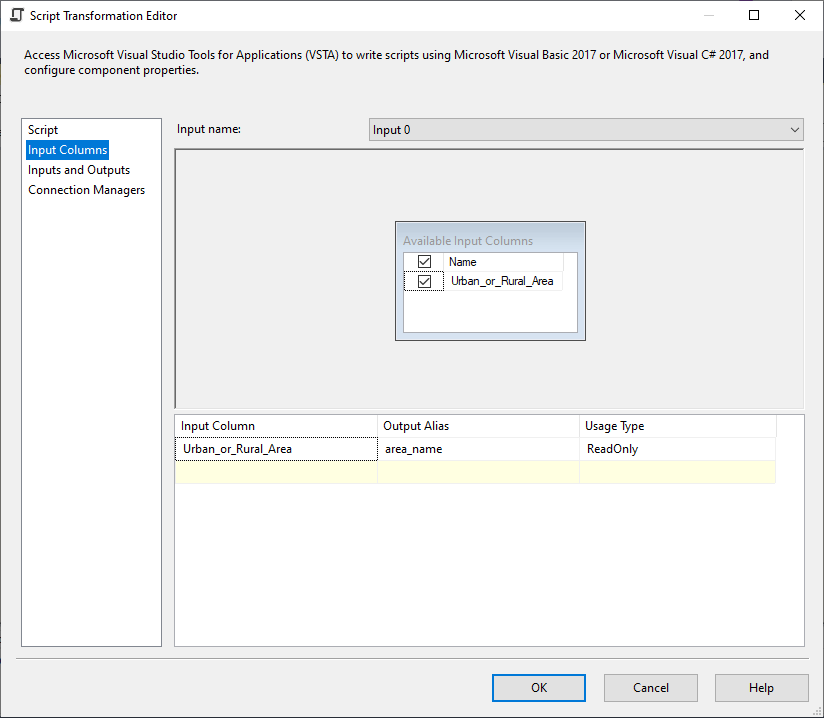 Script Transformation Editor
Access Microsoft Visual Studio Tools for Applications (VSTA) to write scripts using Microsoft Visual Basic 2017 or Microsoft Visual C# 2017, and
configure component properties.
Script
Input Columns
Inputs and Outputs
Connection Managers
Input name:
Input 0
Available Input Columns
Name
Urban_or_Rural_Area
Input Column Output Alias Usage Type
Urban_or_Rural_Area area_name ReadOnly
OK Cancel Help